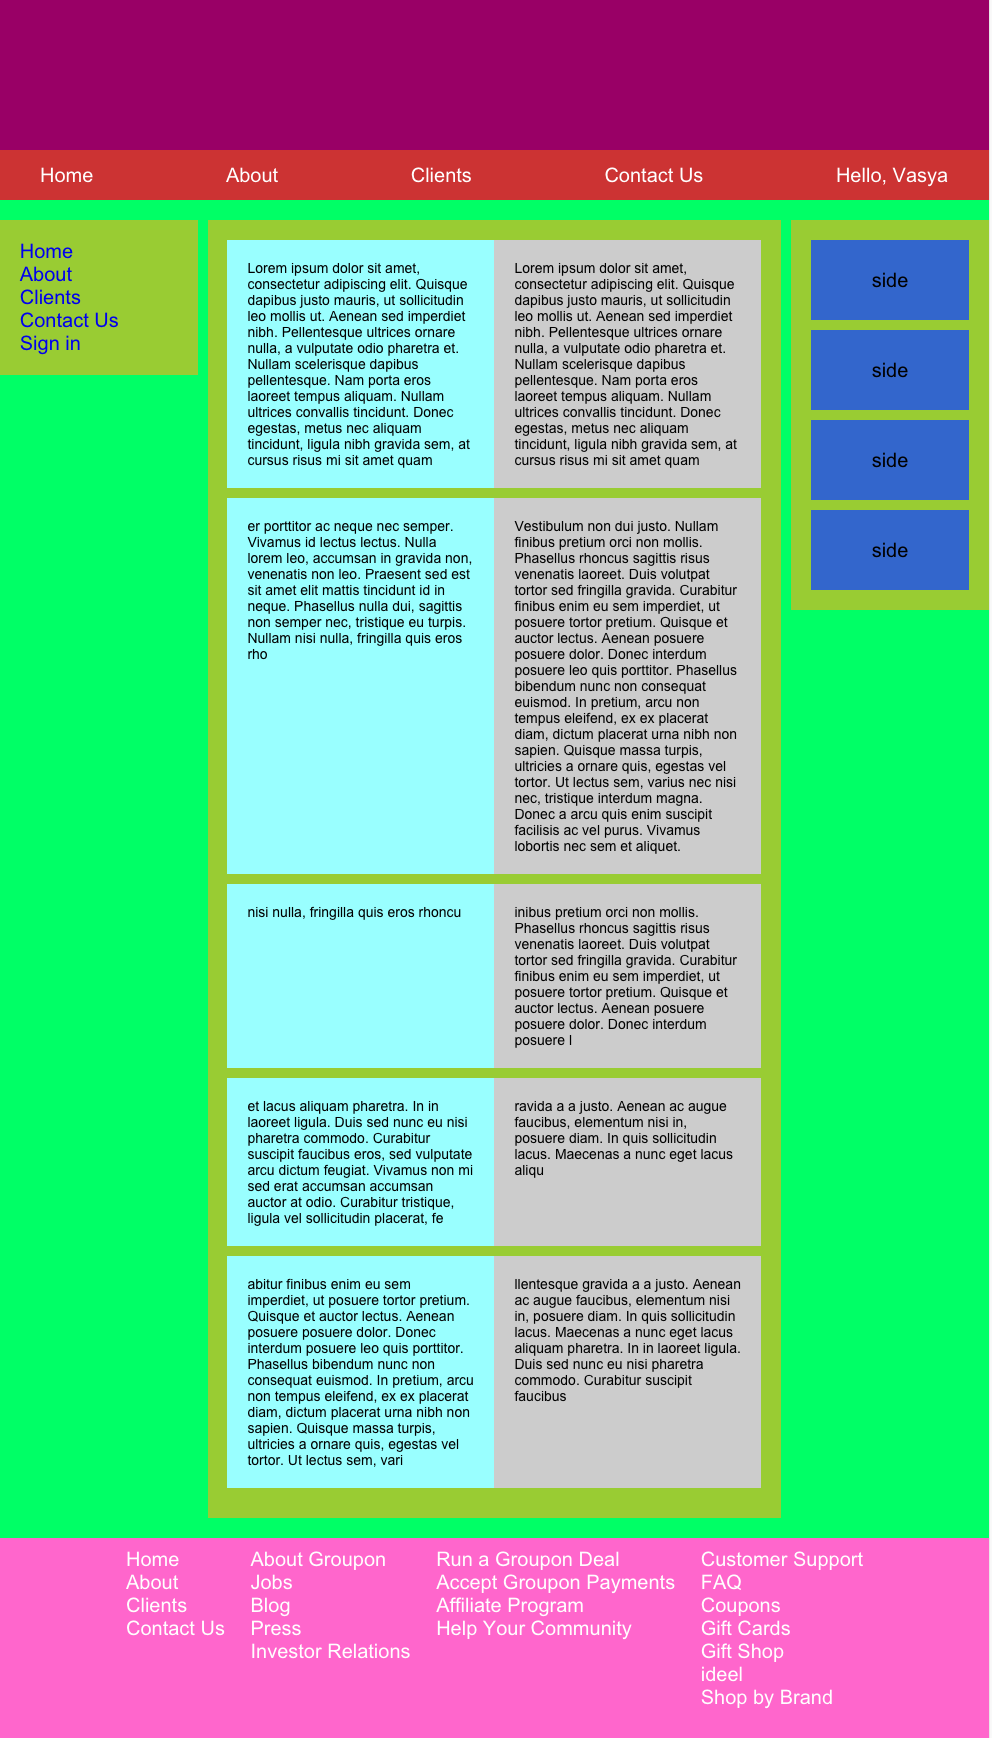 Home
About
Clients
Contact Us
Hello, Vasya
Home
About
Clients
Contact Us
Sign in
Lorem ipsum dolor sit amet,
consectetur adipiscing elit. Quisque
dapibus justo mauris, ut sollicitudin
leo mollis ut. Aenean sed imperdiet
nibh. Pellentesque ultrices ornare
nulla, a vulputate odio pharetra et.
Nullam scelerisque dapibus
pellentesque. Nam porta eros
laoreet tempus aliquam. Nullam
ultrices convallis tincidunt. Donec
egestas, metus nec aliquam
tincidunt, ligula nibh gravida sem, at
cursus risus mi sit amet quam
Lorem ipsum dolor sit amet,
consectetur adipiscing elit. Quisque
dapibus justo mauris, ut sollicitudin
leo mollis ut. Aenean sed imperdiet
nibh. Pellentesque ultrices ornare
nulla, a vulputate odio pharetra et.
Nullam scelerisque dapibus
pellentesque. Nam porta eros
laoreet tempus aliquam. Nullam
ultrices convallis tincidunt. Donec
egestas, metus nec aliquam
tincidunt, ligula nibh gravida sem, at
cursus risus mi sit amet quam
er porttitor ac neque nec semper.
Vivamus id lectus lectus. Nulla
lorem leo, accumsan in gravida non,
venenatis non leo. Praesent sed est
sit amet elit mattis tincidunt id in
neque. Phasellus nulla dui, sagittis
non semper nec, tristique eu turpis.
Nullam nisi nulla, fringilla quis eros
rho
Vestibulum non dui justo. Nullam
finibus pretium orci non mollis.
Phasellus rhoncus sagittis risus
venenatis laoreet. Duis volutpat
tortor sed fringilla gravida. Curabitur
finibus enim eu sem imperdiet, ut
posuere tortor pretium. Quisque et
auctor lectus. Aenean posuere
posuere dolor. Donec interdum
posuere leo quis porttitor. Phasellus
bibendum nunc non consequat
euismod. In pretium, arcu non
tempus eleifend, ex ex placerat
diam, dictum placerat urna nibh non
sapien. Quisque massa turpis,
ultricies a ornare quis, egestas vel
tortor. Ut lectus sem, varius nec nisi
nec, tristique interdum magna.
Donec a arcu quis enim suscipit
facilisis ac vel purus. Vivamus
lobortis nec sem et aliquet.
nisi nulla, fringilla quis eros rhoncu
inibus pretium orci non mollis.
Phasellus rhoncus sagittis risus
venenatis laoreet. Duis volutpat
tortor sed fringilla gravida. Curabitur
finibus enim eu sem imperdiet, ut
posuere tortor pretium. Quisque et
auctor lectus. Aenean posuere
posuere dolor. Donec interdum
posuere l
et lacus aliquam pharetra. In in
laoreet ligula. Duis sed nunc eu nisi
pharetra commodo. Curabitur
suscipit faucibus eros, sed vulputate
arcu dictum feugiat. Vivamus non mi
sed erat accumsan accumsan
auctor at odio. Curabitur tristique,
ligula vel sollicitudin placerat, fe
ravida a a justo. Aenean ac augue
faucibus, elementum nisi in,
posuere diam. In quis sollicitudin
lacus. Maecenas a nunc eget lacus
aliqu
abitur finibus enim eu sem
imperdiet, ut posuere tortor pretium.
Quisque et auctor lectus. Aenean
posuere posuere dolor. Donec
interdum posuere leo quis porttitor.
Phasellus bibendum nunc non
consequat euismod. In pretium, arcu
non tempus eleifend, ex ex placerat
diam, dictum placerat urna nibh non
sapien. Quisque massa turpis,
ultricies a ornare quis, egestas vel
tortor. Ut lectus sem, vari
llentesque gravida a a justo. Aenean
ac augue faucibus, elementum nisi
in, posuere diam. In quis sollicitudin
lacus. Maecenas a nunc eget lacus
aliquam pharetra. In in laoreet ligula.
Duis sed nunc eu nisi pharetra
commodo. Curabitur suscipit
faucibus
side
side
side
side
Home
About
Clients
Contact Us
About Groupon
Jobs
Blog
Press
Investor Relations
Run a Groupon Deal
Accept Groupon Payments
Affiliate Program
Help Your Community
Customer Support
FAQ
Coupons
Gift Cards
Gift Shop
ideel
Shop by Brand